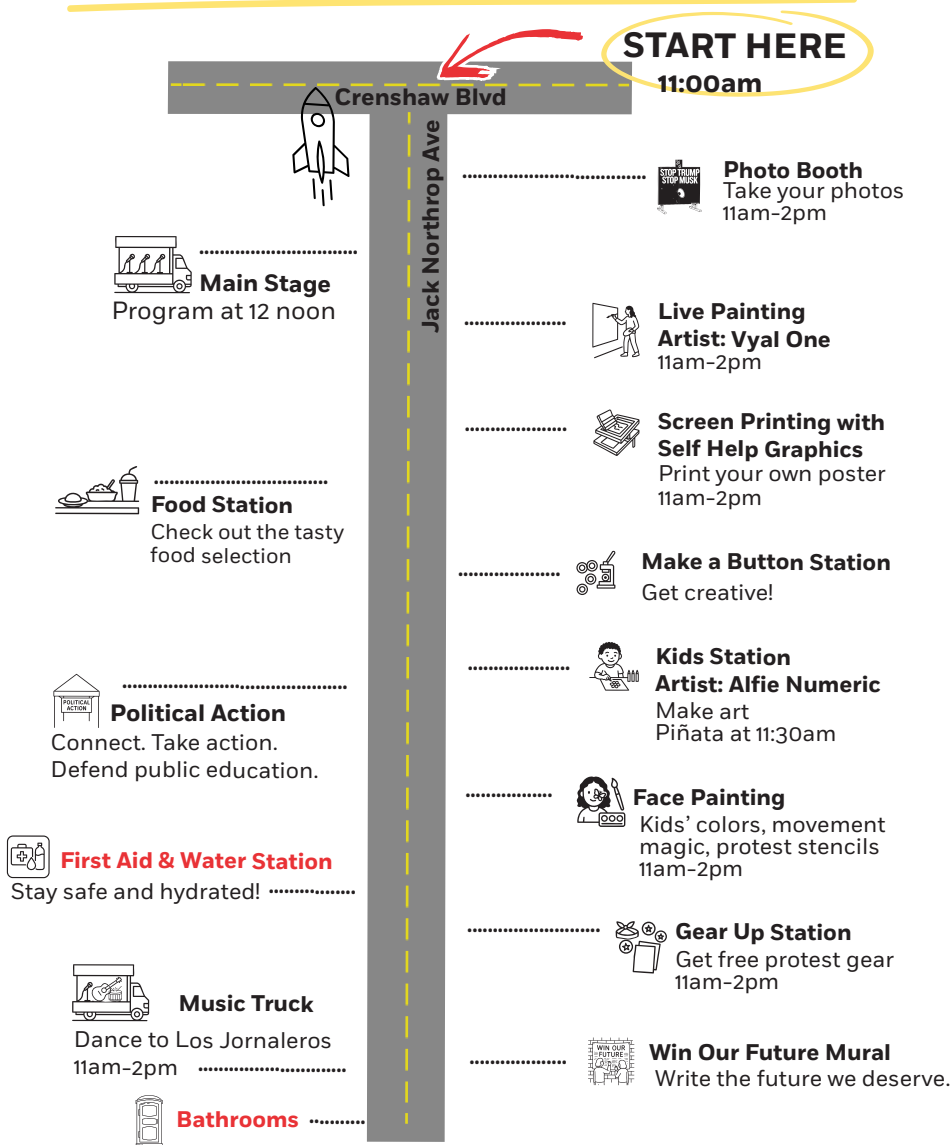 START HERE
11:00am
Crenshaw Blvd
Jack Northrop Ave
STOP TRUMP
STOP MUSK
Photo Booth
Take your photos
11am-2pm
Main Stage
Program at 12 noon
Live Painting
Artist: Vyal One
11am-2pm
Screen Printing with
Self Help Graphics
Print your own poster
11am-2pm
Food Station
Check out the tasty
food selection
Make a Button Station
Get creative!
Kids Station
Artist: Alfie Numeric
Make art
Piñata at 11:30am
POLITICAL
ACTION
Political Action
Connect. Take action.
Defend public education.
Face Painting
Kids' colors, movement
magic, protest stencils
11am-2pm
First Aid & Water Station
Stay safe and hydrated!
Gear Up Station
Get free protest gear
11am-2pm
Music Truck
Dance to Los Jornaleros
11am-2pm
WIN OUR
FUTURE
Win Our Future Mural
Write the future we deserve.
Bathrooms